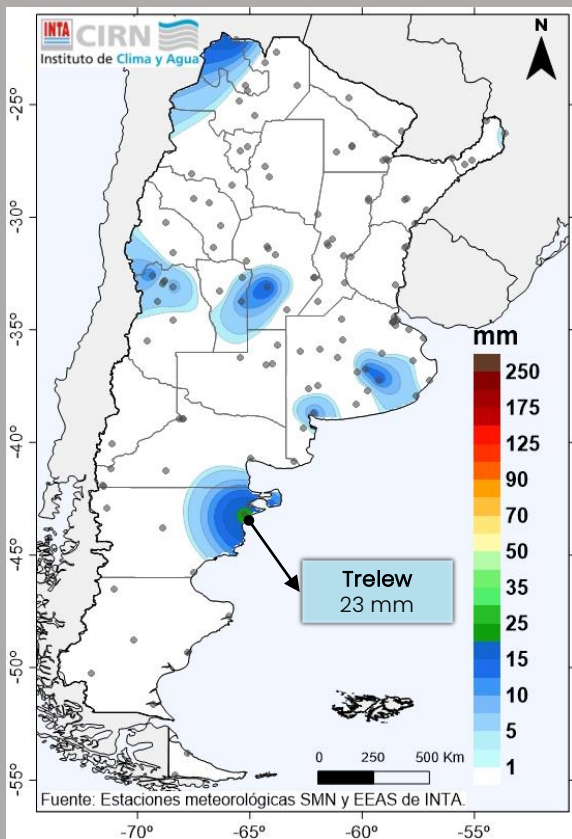 INTA CIRN
Instituto de Clima y Agua
N
-25°
-30°
-35°
-40°
-45°
-50°
-55°
-70°
-65°
-60°
-55°
mm
250
175
125
90
70
50
35
25
15
10
5
1
Trelew
23 mm
0 250 500 Km
Fuente: Estaciones meteorológicas SMN y EEAS de INTA.